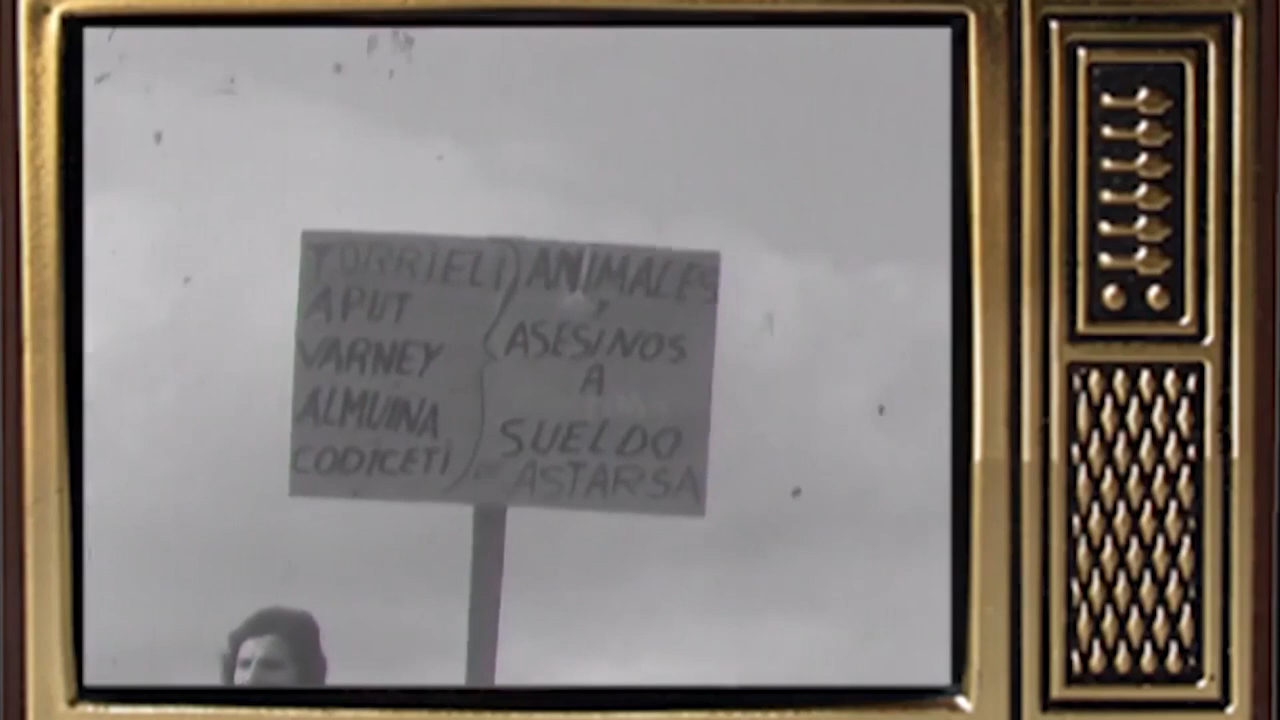 TORRIELI
APUT
VARNEY
ALMUINA
CODICETI
ANIMALES
Y
ASESINOS
A
SUELDO
ASTARSA